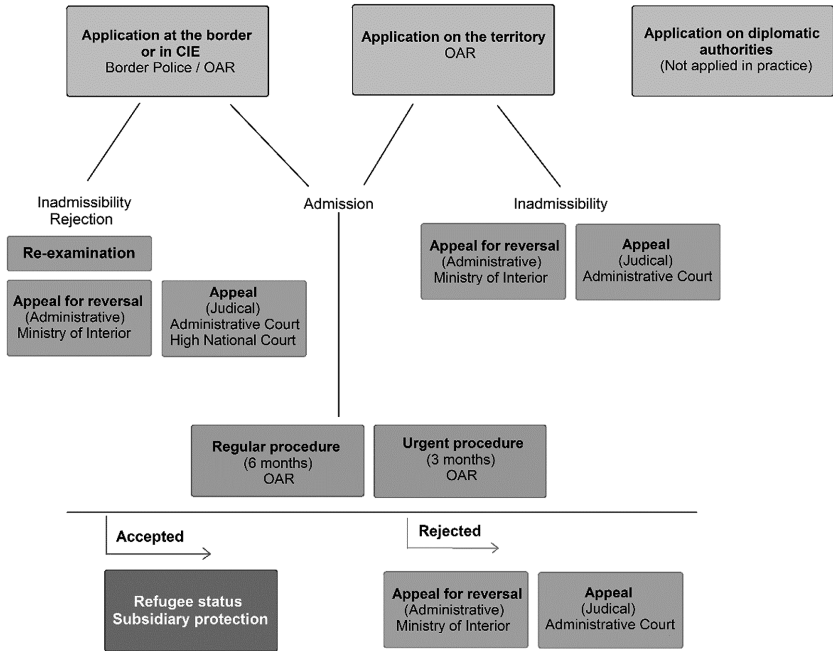 Application at the border
or in CIE
Border Police / OAR
Application on the territory
OAR
Application on diplomatic
authorities
(Not applied in practice)
Inadmissibility
Rejection
Admission
Inadmissibility
Re-examination
Appeal for reversal
(Administrative)
Ministry of Interior
Appeal
(Judical)
Administrative Court
High National Court
Appeal for reversal
(Administrative)
Ministry of Interior
Appeal
(Judicial)
Administrative Court
Regular procedure
(6 months)
OAR
Urgent procedure
(3 months)
OAR
Accepted
Rejected
Refugee status
Subsidiary protection
Appeal for reversal
(Administrative)
Ministry of Interior
Appeal
(Judicial)
Administrative Court